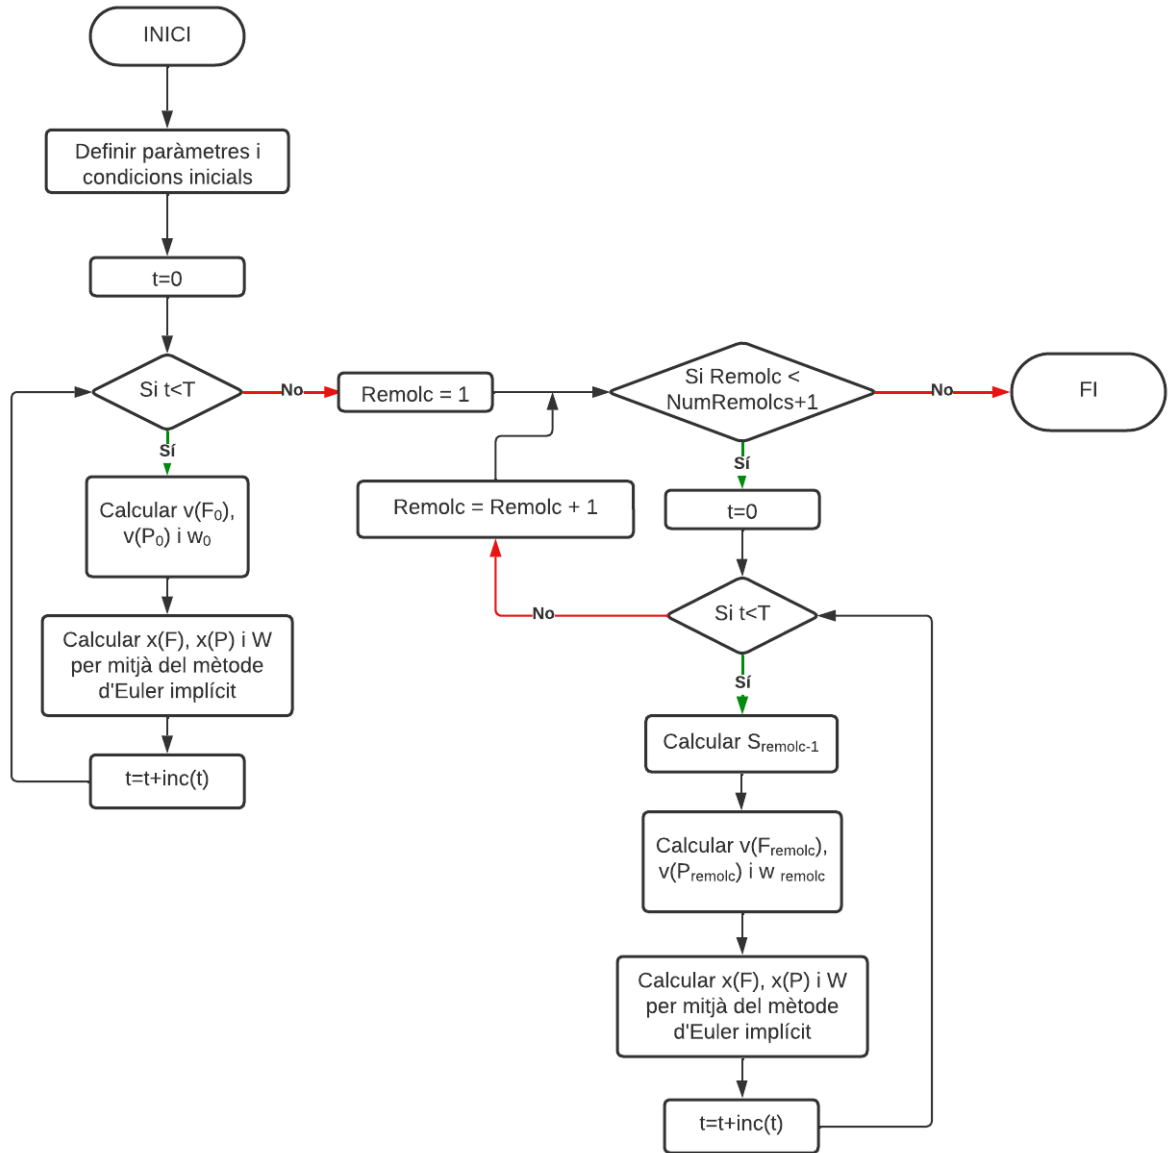 INICI
Definir paràmetres i
condicions inicials
t=0
Si t<T
No
Sí
Calcular v(F₀),
v(P₀) i w₀
Calcular x(F), x(P) i W
per mitjà del mètode
d'Euler implícit
t=t+inc(t)
Remolc = 1
Si Remolc <
NumRemolcs+1
No
FI
Sí
t=0
Si t<T
No
Remolc = Remolc + 1
Sí
Calcular Sremolc-1
Calcular v(Fremolc),
v(Premolc) i w remolc
Calcular x(F), x(P) i W
per mitjà del mètode
d'Euler implícit
t=t+inc(t)